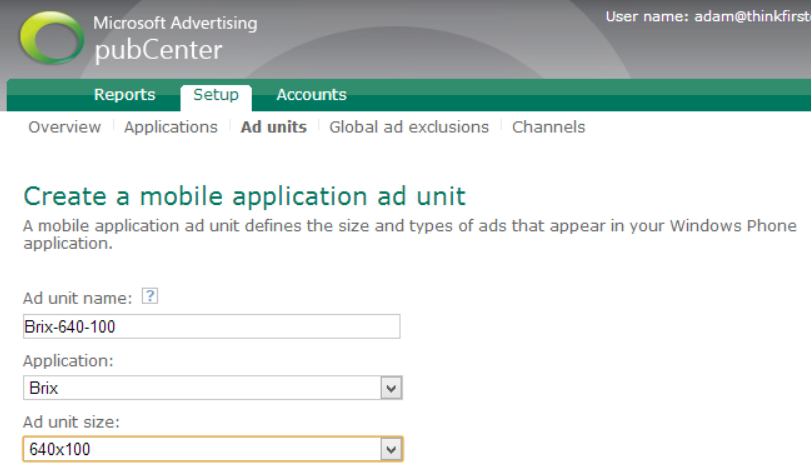 Microsoft Advertising
pubCenter
User name: adam@thinkfirst
Reports Setup Accounts
Overview Applications Ad units Global ad exclusions Channels
Create a mobile application ad unit
A mobile application ad unit defines the size and types of ads that appear in your Windows Phone
application.
Ad unit name: ?
Brix-640-100
Application:
Brix
Ad unit size:
640x100